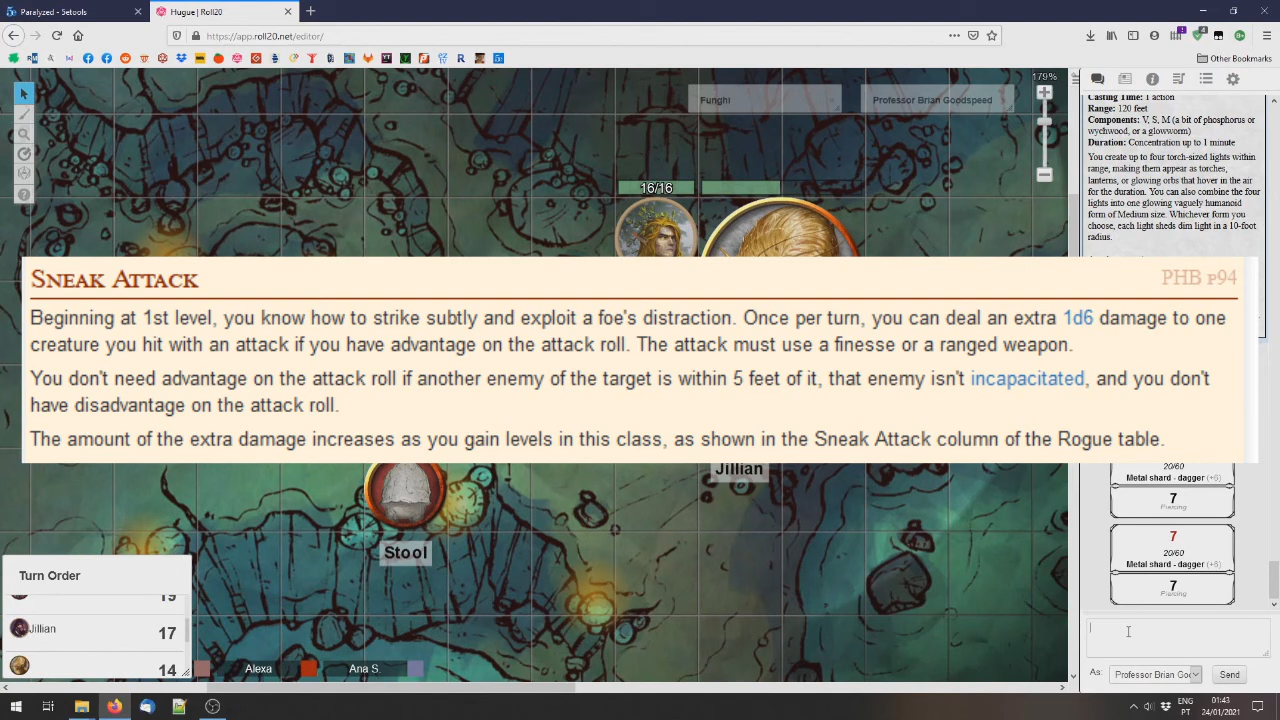 Paralyzed - 5etools
Hugue | Roll20
https://app.roll20.net/editor/
Other Bookmarks
179%
Funghi
Professor Brian Goodspeed
Casting Time: 1 action
Range: 120 feet
Components: V, S, M (a bit of phosphorus or
wychwood, or a glowworm)
Duration: Concentration up to 1 minute
You create up to four torch-sized lights within
range, making them appear as torches,
lanterns, or glowing orbs that hover in the air
for the duration. You can also combine the four
lights into one glowing vaguely humanoid
form of Medium size. Whichever form you
choose, each light sheds dim light in a 10-foot
radius.
16/16
SNEAK ATTACK
PHB P94
Beginning at 1st level, you know how to strike subtly and exploit a foe's distraction. Once per turn, you can deal an extra 1d6 damage to one
creature you hit with an attack if you have advantage on the attack roll. The attack must use a finesse or a ranged weapon.
You don't need advantage on the attack roll if another enemy of the target is within 5 feet of it, that enemy isn't incapacitated, and you don't
have disadvantage on the attack roll.
The amount of the extra damage increases as you gain levels in this class, as shown in the Sneak Attack column of the Rogue table.
Jillian
Stool
20/60
Metal shard - dagger (+6)
7
Piercing
7
20/60
Metal shard - dagger (+6)
7
Piercing
Turn Order
19
Jillian 17
14
Alexa
Ana S.
As: Professor Brian Goo
Send
ENG
PT
01:43
24/01/2021